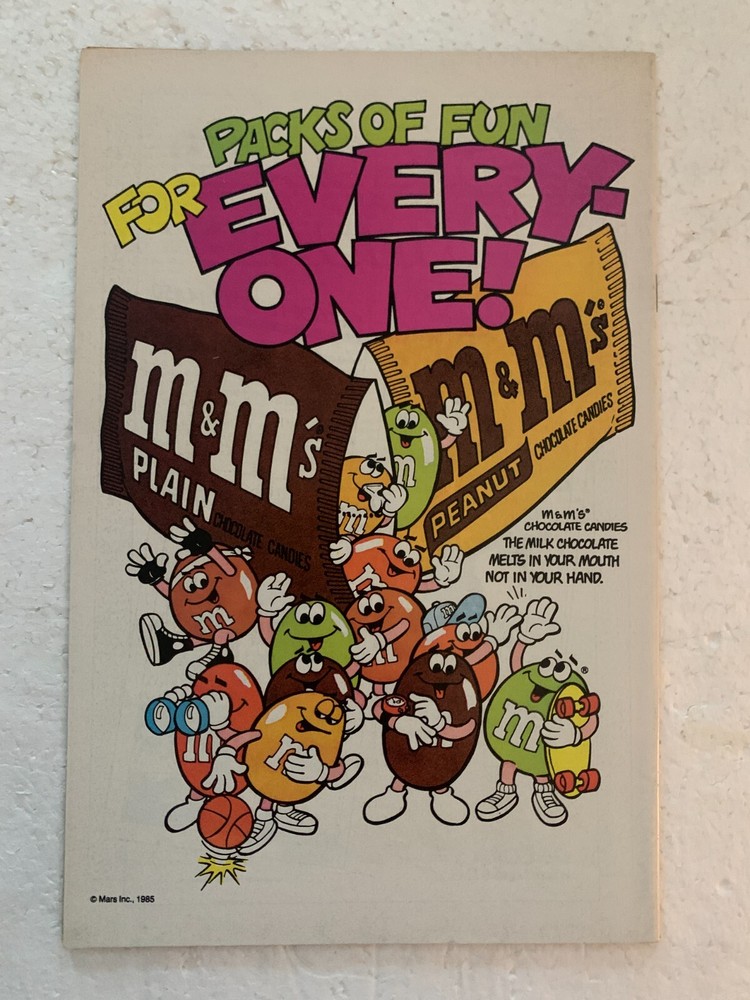 PACKS OF FUN
FOR EVERY-
ONE!
m&m's
PLAIN
CHOCOLATE CANDIES
m&m's
PEANUT
CHOCOLATE CANDIES
M&M'S®
CHOCOLATE CANDIES
THE MILK CHOCOLATE
MELTS IN YOUR MOUTH
NOT IN YOUR HAND.
m
m
m
m
m
m
m
m
m
®
© Mars Inc., 1985